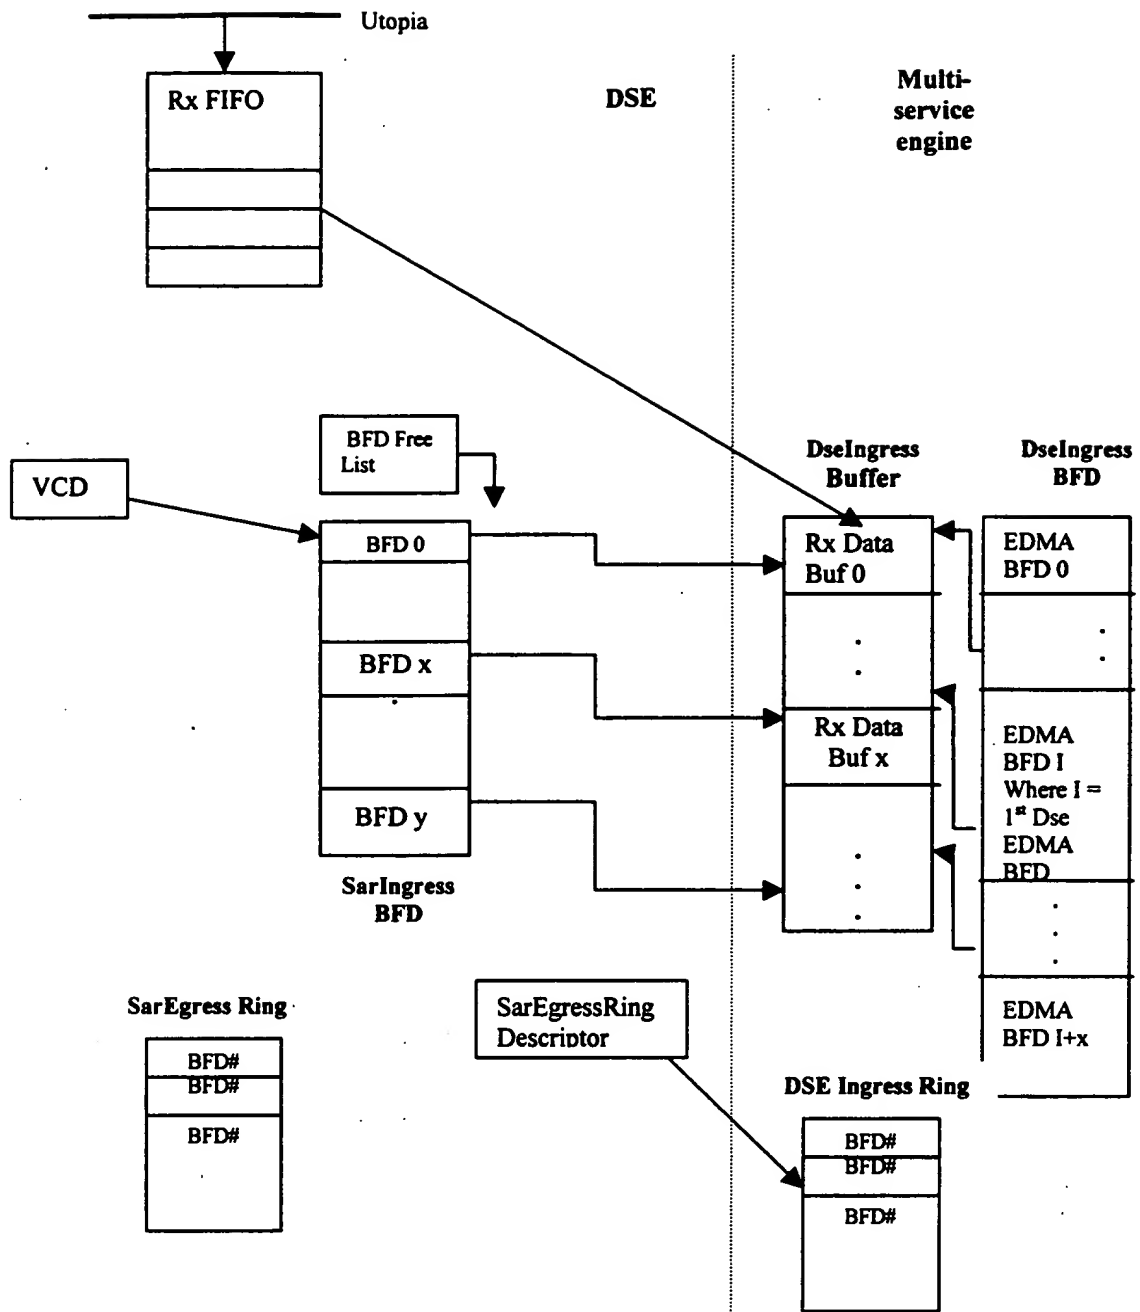 Utopia
Rx FIFO
DSE
Multi-
service
engine
BFD Free
List
VCD
BFD 0
BFD x
BFD y
SarIngress
BFD
DseIngress
Buffer
Rx Data
Buf 0
Rx Data
Buf x
DseIngress
BFD
EDMA
BFD 0
EDMA
BFD I
Where I =
1st Dse
EDMA
BFD
EDMA
BFD I+x
SarEgress Ring
BFD#
BFD#
BFD#
SarEgressRing
Descriptor
DSE Ingress Ring
BFD#
BFD#
BFD#